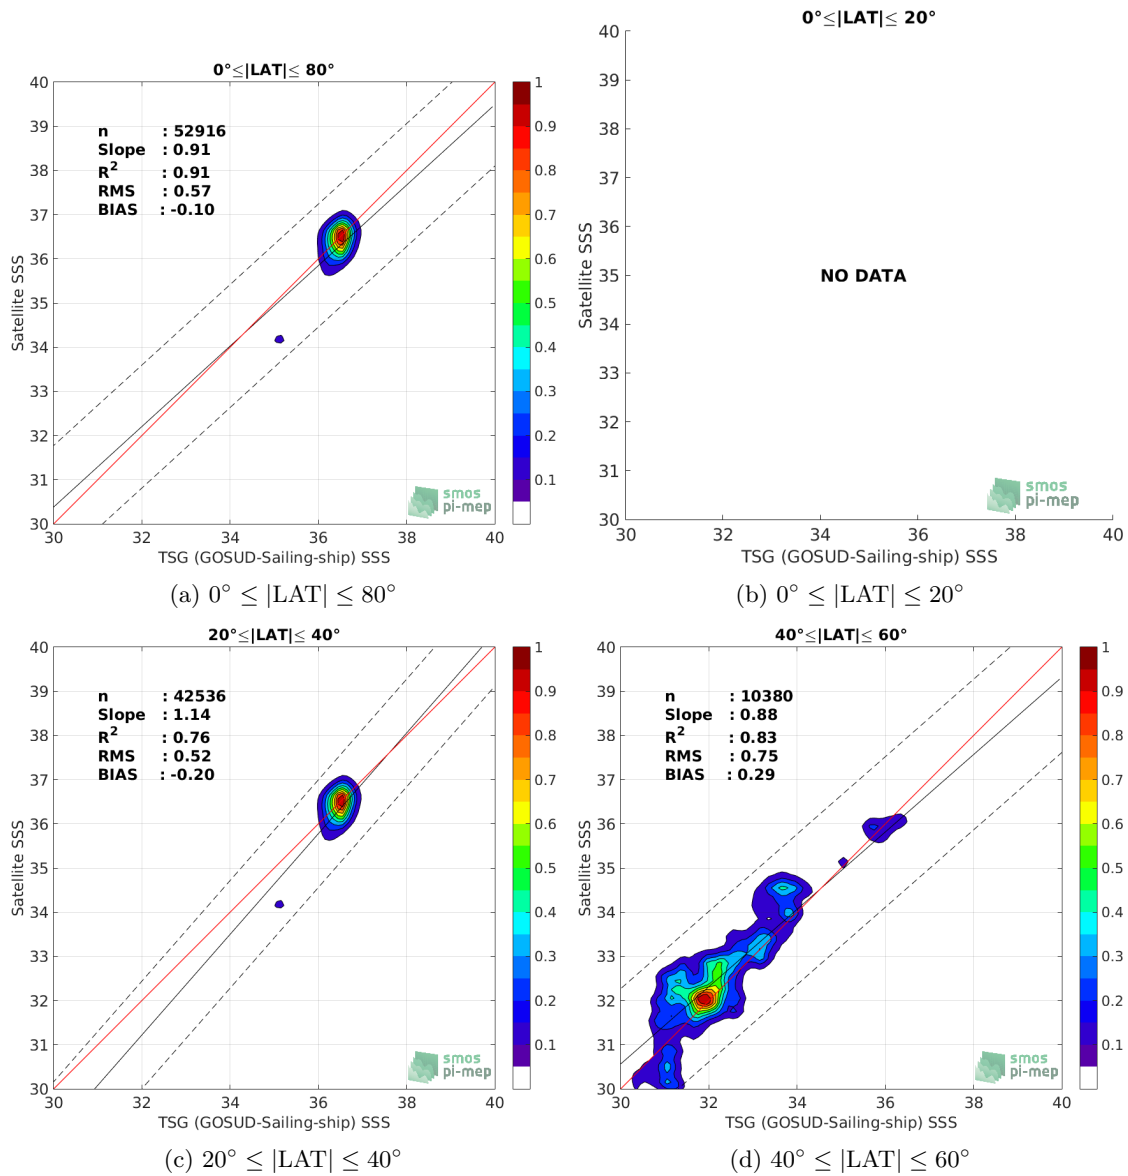 0°≤|LAT|≤ 80°
40
39
38
37
36
35
34
33
32
31
30
Satellite SSS
n : 52916
Slope : 0.91
R² : 0.91
RMS : 0.57
BIAS : -0.10
smos
pi-mep
30 32 34 36 38 40
TSG (GOSUD-Sailing-ship) SSS
1
0.9
0.8
0.7
0.6
0.5
0.4
0.3
0.2
0.1
(a) 0° ≤ |LAT| ≤ 80°
0°≤|LAT|≤ 20°
40
39
38
37
36
35
34
33
32
31
30
Satellite SSS
NO DATA
smos
pi-mep
30 32 34 36 38 40
TSG (GOSUD-Sailing-ship) SSS
(b) 0° ≤ |LAT| ≤ 20°
20°≤|LAT|≤ 40°
40
39
38
37
36
35
34
33
32
31
30
Satellite SSS
n : 42536
Slope : 1.14
R² : 0.76
RMS : 0.52
BIAS : -0.20
smos
pi-mep
30 32 34 36 38 40
TSG (GOSUD-Sailing-ship) SSS
1
0.9
0.8
0.7
0.6
0.5
0.4
0.3
0.2
0.1
(c) 20° ≤ |LAT| ≤ 40°
40°≤|LAT|≤ 60°
40
39
38
37
36
35
34
33
32
31
30
Satellite SSS
n : 10380
Slope : 0.88
R² : 0.83
RMS : 0.75
BIAS : 0.29
smos
pi-mep
30 32 34 36 38 40
TSG (GOSUD-Sailing-ship) SSS
1
0.9
0.8
0.7
0.6
0.5
0.4
0.3
0.2
0.1
(d) 40° ≤ |LAT| ≤ 60°